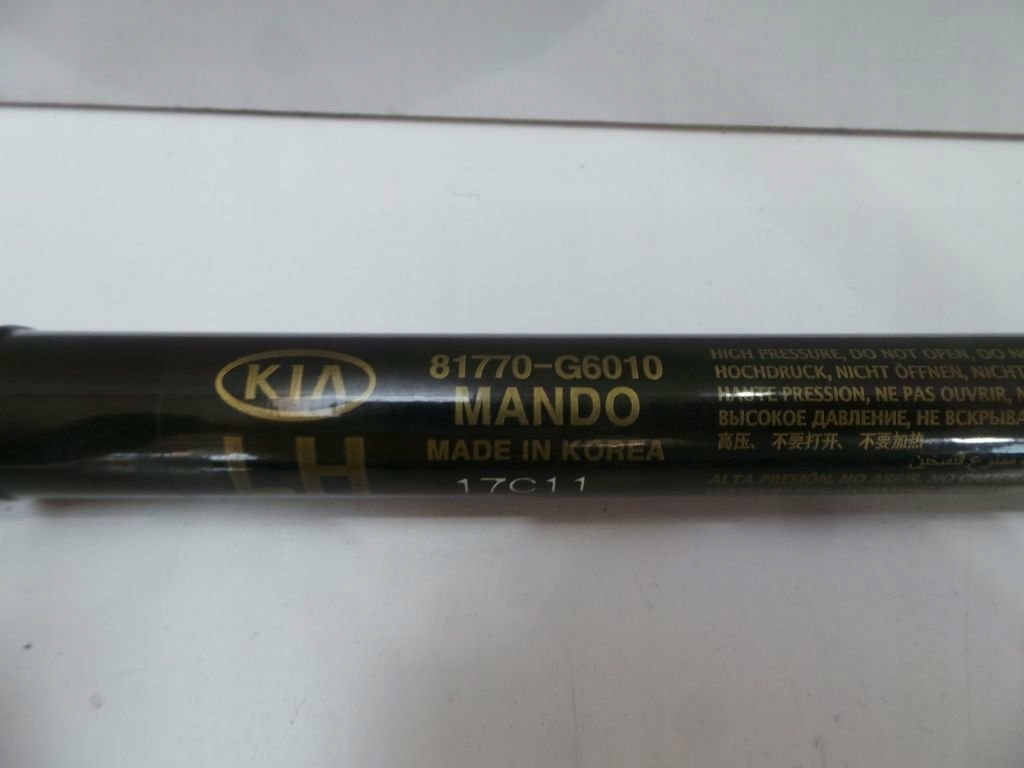 KIA
LH
81770-G6010
MANDO
MADE IN KOREA
17C11
HIGH PRESSURE, DO NOT OPEN, DO
HOCHDRUCK, NICHT ÖFFNEN, NICHT
HAUTE PRESSION, NE PAS OUVRIR,
ВЫСОКОЕ ДАВЛЕНИЕ, НЕ ВСКРЫВА
高压、不要打开、不要加热
ALTA PRESIÓN, NO ABRIR, NO